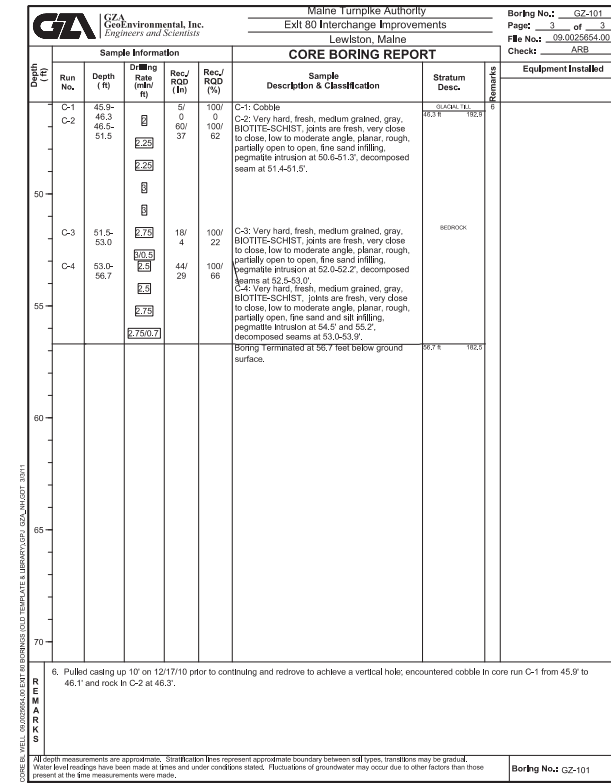 GZA
GZA
GeoEnvironmental, Inc.
Engineers and Scientists
Maine Turnpike Authority
Exit 80 Interchange Improvements
Lewiston, Maine
Boring No.: GZ-101
Page: 3 of 3
File No.: 09.0025654.00
Check: ARB
Sample Information
CORE BORING REPORT
Equipment Installed
Depth (ft)
Run No.
Depth (ft)
Drilling Rate (min/ft)
Rec./ RQD (in)
Rec./ RQD (%)
Sample Description & Classification
Stratum Desc.
Remarks
C-1 45.9- 5/ 100/ C-1: Cobble GLACIAL TILL 6
46.3 0 0 46.3 ft 192.9
C-2 46.5- 2 60/ 100/ C-2: Very hard, fresh, medium grained, gray,
51.5 37 62 BIOTITE-SCHIST, joints are fresh, very close
2.25 to close, low to moderate angle, planar, rough,
partially open to open, fine sand infilling,
2.25 pegmatite intrusion at 50.6-51.3', decomposed
seam at 51.4-51.5'.
3
50
3
C-3 51.5- 2.75 18/ 100/ C-3: Very hard, fresh, medium grained, gray, BEDROCK
53.0 4 22 BIOTITE-SCHIST, joints are fresh, very close
to close, low to moderate angle, planar, rough,
3/0.5 partially open to open, fine sand infilling,
C-4 53.0- 2.5 44/ 100/ pegmatite intrusion at 52.0-52.2', decomposed
56.7 29 66 seams at 52.5-53.0'.
2.5 C-4: Very hard, fresh, medium grained, gray,
BIOTITE-SCHIST, joints are fresh, very close
55 2.75 to close, low to moderate angle, planar, rough,
partially open, fine sand and silt infilling,
pegmatite intrusion at 54.5' and 55.2',
2.75/0.7 decomposed seams at 53.0-53.9'.
Boring Terminated at 56.7 feet below ground 56.7 ft 182.5
surface.
60
65
70
CORE BL WELL 09.0025654.00 EXIT 80 BORINGS (OLD TEMPLATE & LIBRARY).GPJ GZA_NH.GDT 3/3/11
REMARKS
6. Pulled casing up 10' on 12/17/10 prior to continuing and redrove to achieve a vertical hole; encountered cobble in core run C-1 from 45.9' to
46.1' and rock in C-2 at 46.3'.
All depth measurements are approximate. Stratification lines represent approximate boundary between soil types, transitions may be gradual.
Water level readings have been made at times and under conditions stated. Fluctuations of groundwater may occur due to other factors than those
present at the time measurements were made.
Boring No.: GZ-101